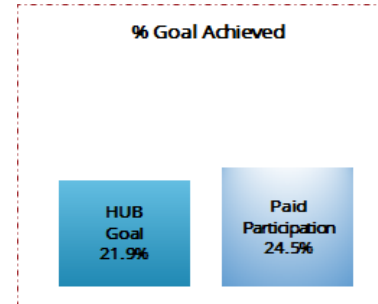 % Goal Achieved
HUB
Goal
21.9%
Paid
Participation
24.5%